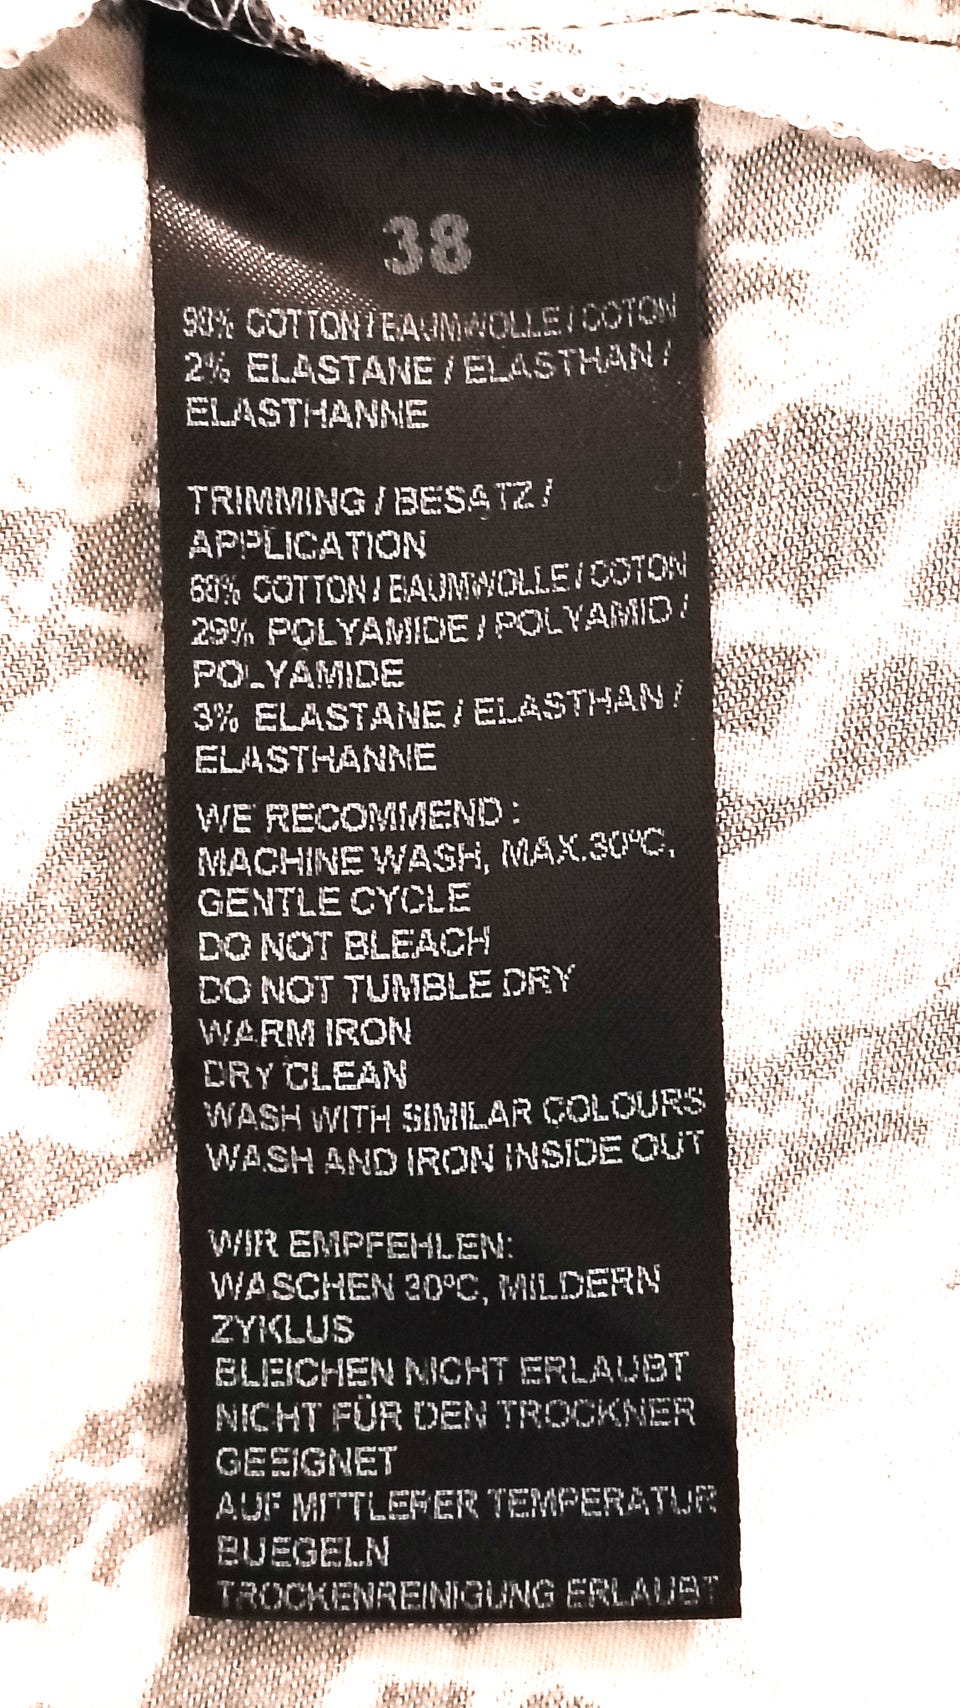 38
98% COTTON / BAUMWOLLE / COTON
2% ELASTANE / ELASTHAN /
ELASTHANNE
TRIMMING / BESATZ /
APPLICATION
68% COTTON / BAUMWOLLE / COTON
29% POLYAMIDE / POLYAMID /
POLYAMIDE
3% ELASTANE / ELASTHAN /
ELASTHANNE
WE RECOMMEND :
MACHINE WASH, MAX.30ºC,
GENTLE CYCLE
DO NOT BLEACH
DO NOT TUMBLE DRY
WARM IRON
DRY CLEAN
WASH WITH SIMILAR COLOURS
WASH AND IRON INSIDE OUT
WIR EMPFEHLEN:
WASCHEN 30ºC, MILDERN
ZYKLUS
BLEICHEN NICHT ERLAUBT
NICHT FÜR DEN TROCKNER
GEEIGNET
AUF MITTLERER TEMPERATUR
BUEGELN
TROCKENREINIGUNG ERLAUBT